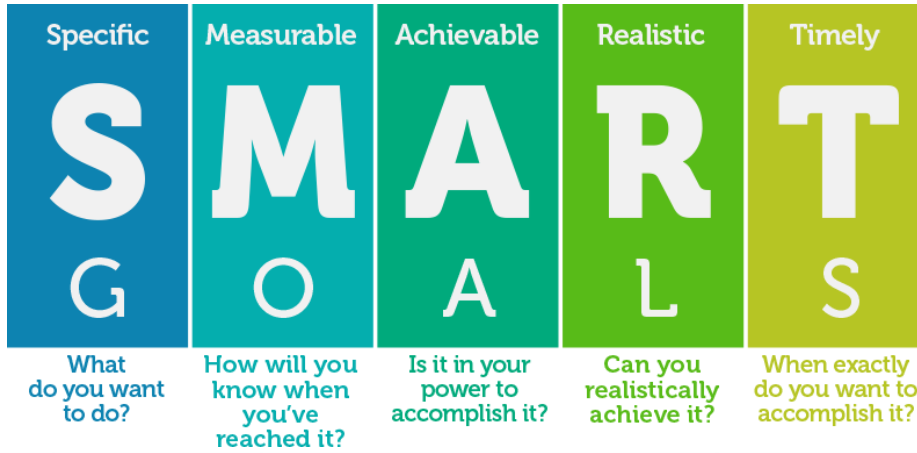 Specific Measurable Achievable Realistic Timely
S M A R T
G O A L S
What
do you want
to do?
How will you
know when
you've
reached it?
Is it in your
power to
accomplish it?
Can you
realistically
achieve it?
When exactly
do you want to
accomplish it?